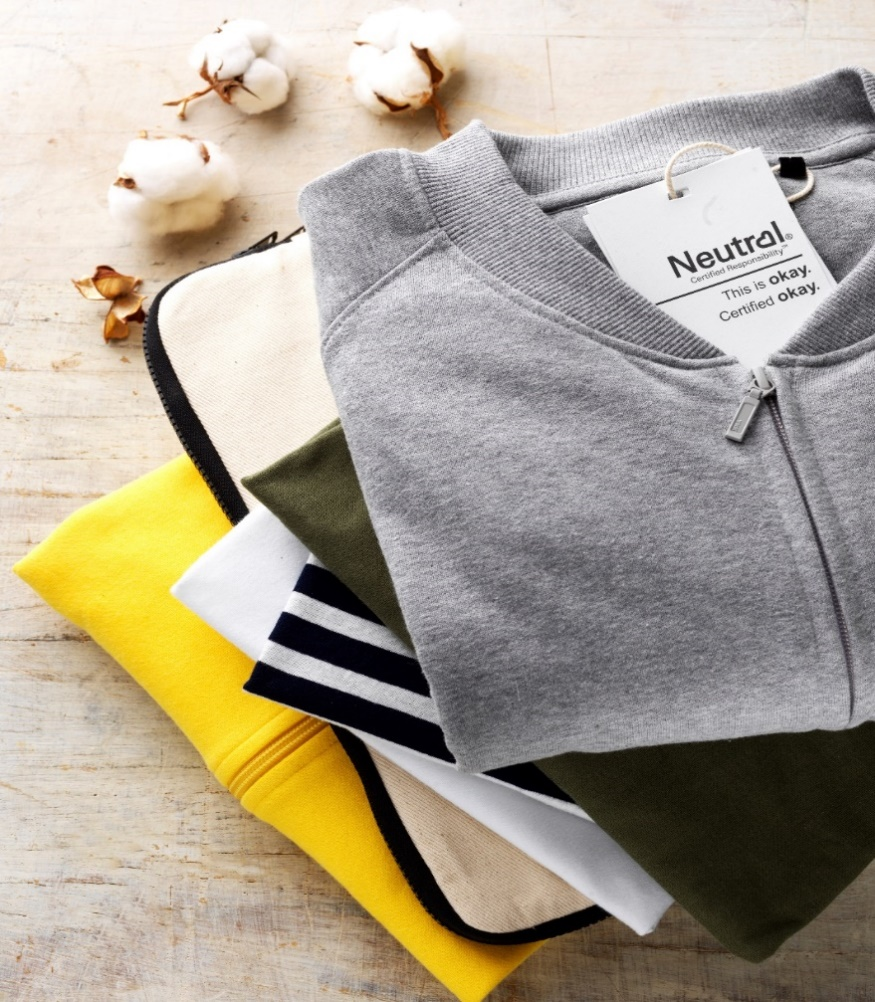 Neutral®
Certified Responsibility™
This is okay.
Certified okay.